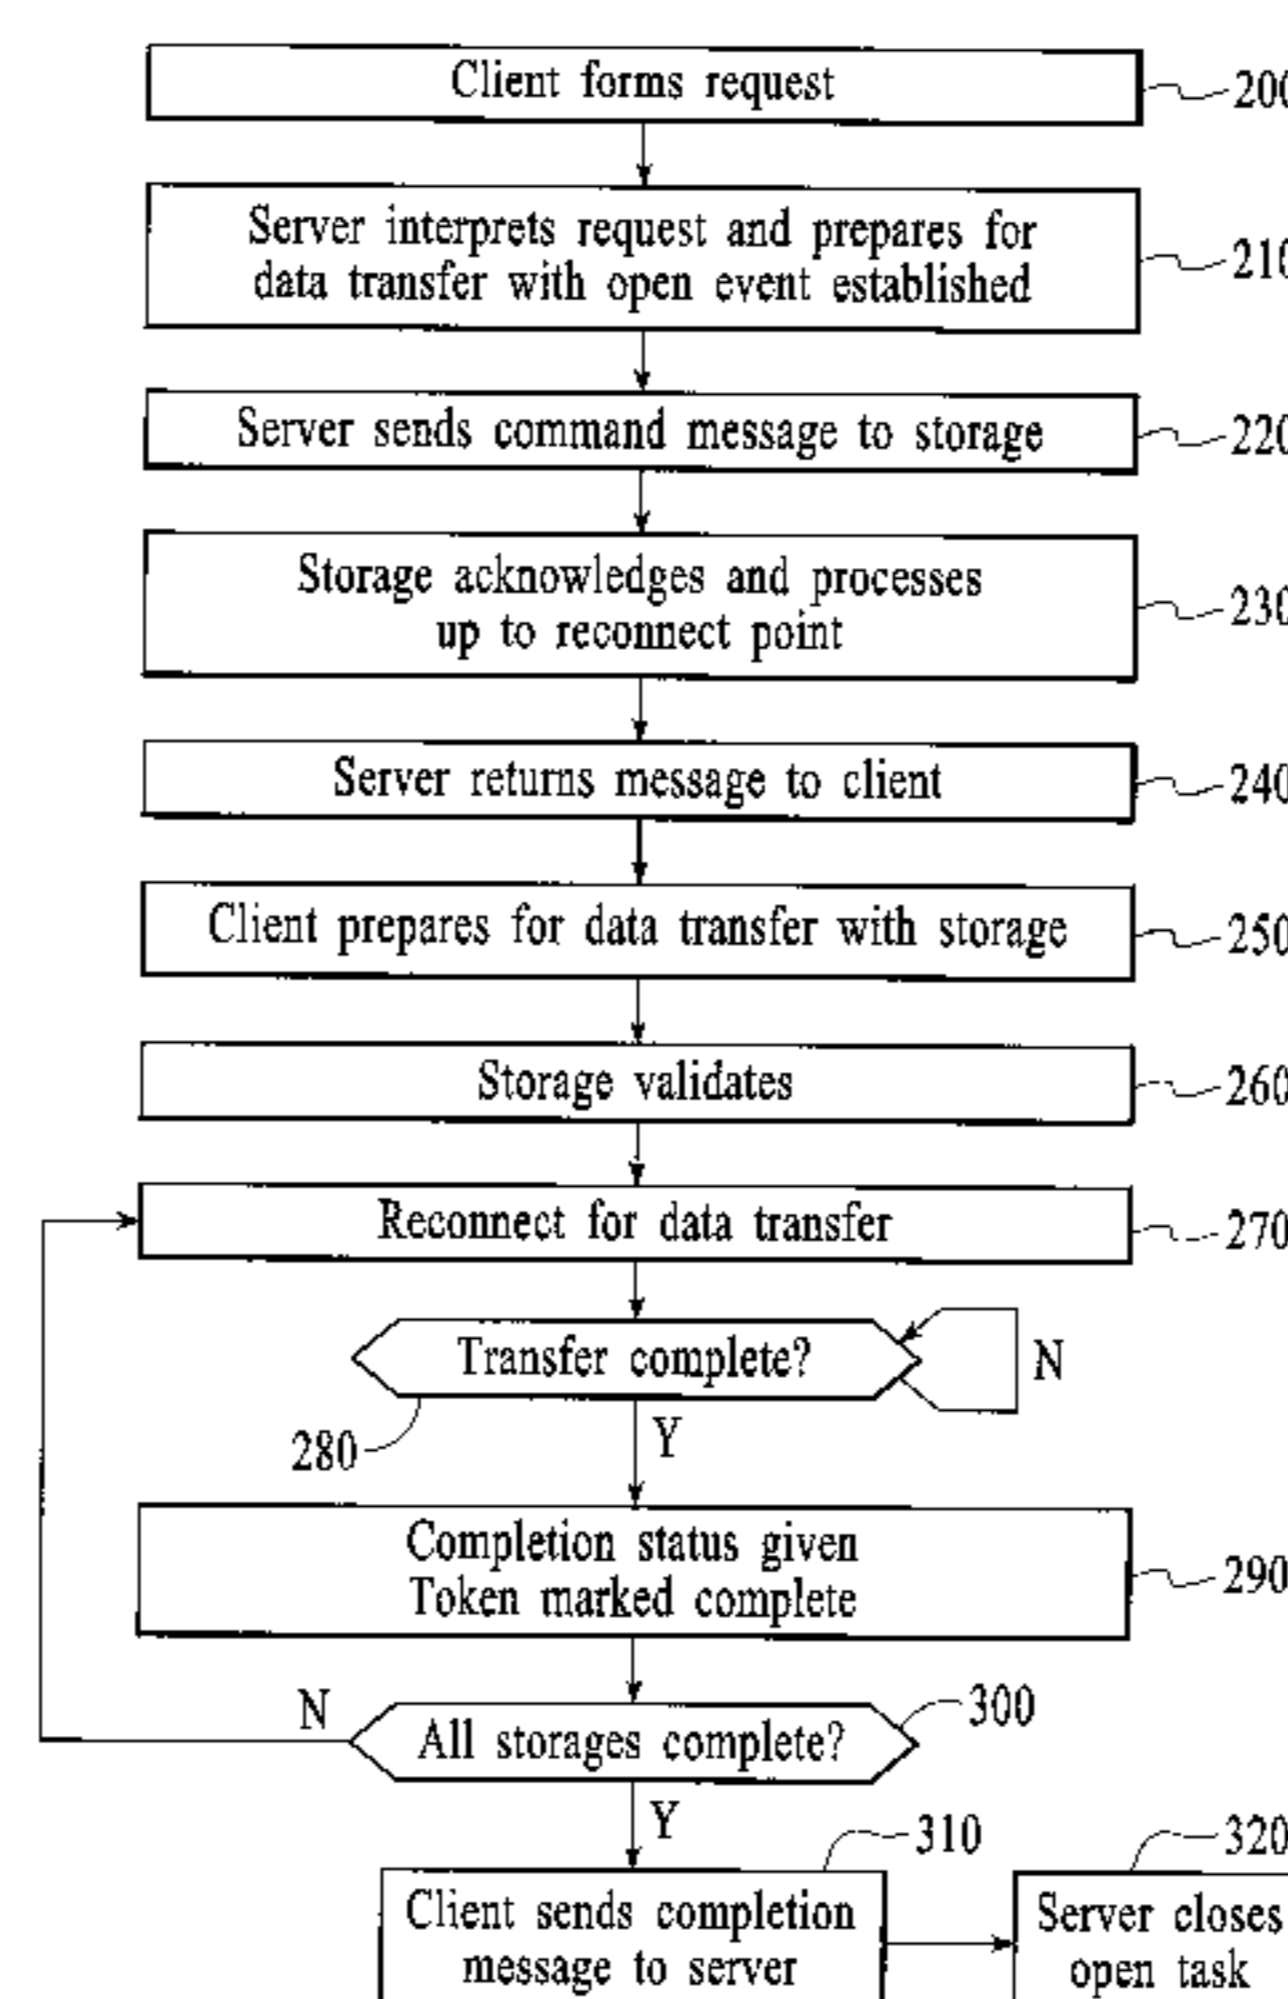 Client forms request
200
Server interprets request and prepares for
data transfer with open event established
210
Server sends command message to storage
220
Storage acknowledges and processes
up to reconnect point
230
Server returns message to client
240
Client prepares for data transfer with storage
250
Storage validates
260
Reconnect for data transfer
270
Transfer complete?
N
280
Y
Completion status given
Token marked complete
290
N
All storages complete?
300
Y
310
320
Client sends completion
message to server
Server closes
open task